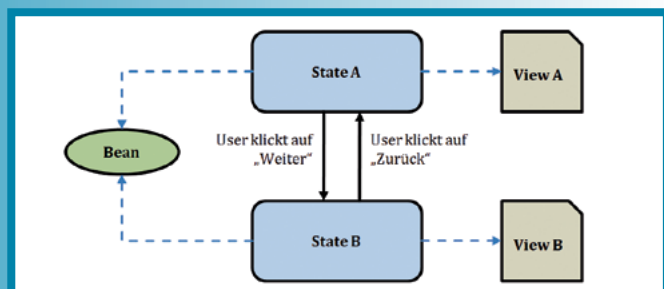 State A
View A
User klickt auf
„Weiter“
User klickt auf
„Zurück“
Bean
State B
View B